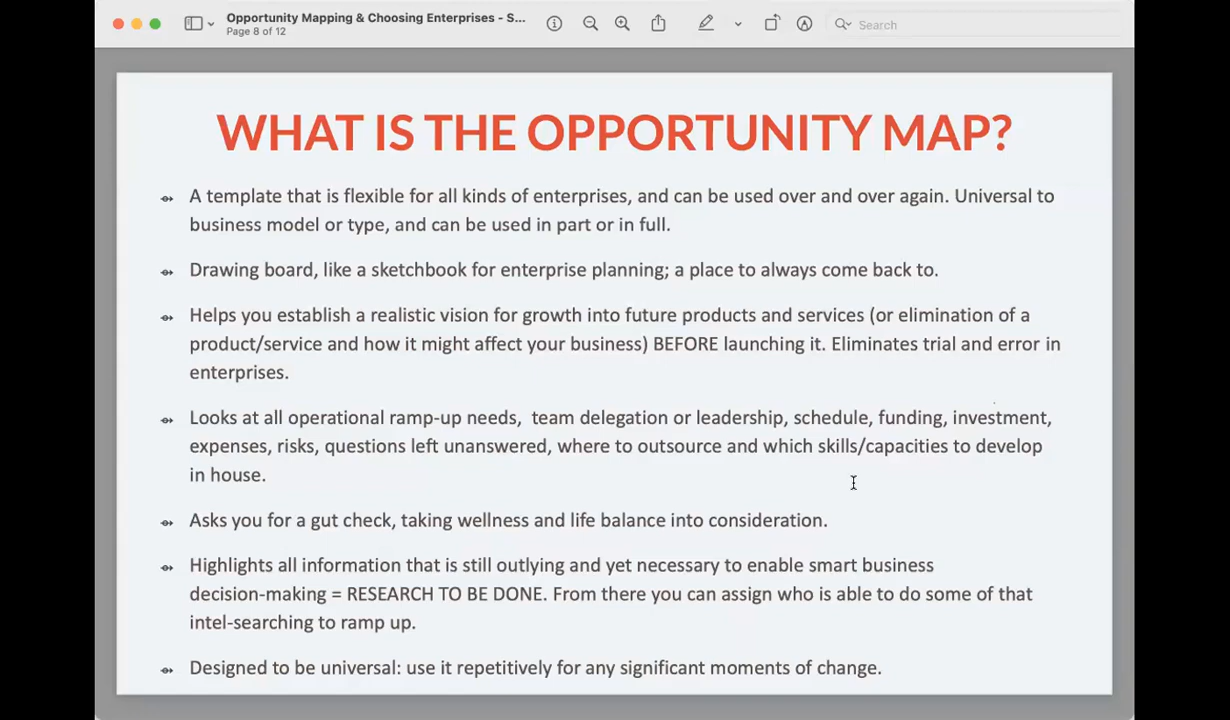 Opportunity Mapping & Choosing Enterprises - S...
Page 8 of 12
Search
WHAT IS THE OPPORTUNITY MAP?
A template that is flexible for all kinds of enterprises, and can be used over and over again. Universal to
business model or type, and can be used in part or in full.
Drawing board, like a sketchbook for enterprise planning; a place to always come back to.
Helps you establish a realistic vision for growth into future products and services (or elimination of a
product/service and how it might affect your business) BEFORE launching it. Eliminates trial and error in
enterprises.
Looks at all operational ramp-up needs,  team delegation or leadership, schedule, funding, investment,
expenses, risks, questions left unanswered, where to outsource and which skills/capacities to develop
in house.
Asks you for a gut check, taking wellness and life balance into consideration.
Highlights all information that is still outlying and yet necessary to enable smart business
decision-making = RESEARCH TO BE DONE. From there you can assign who is able to do some of that
intel-searching to ramp up.
Designed to be universal: use it repetitively for any significant moments of change.